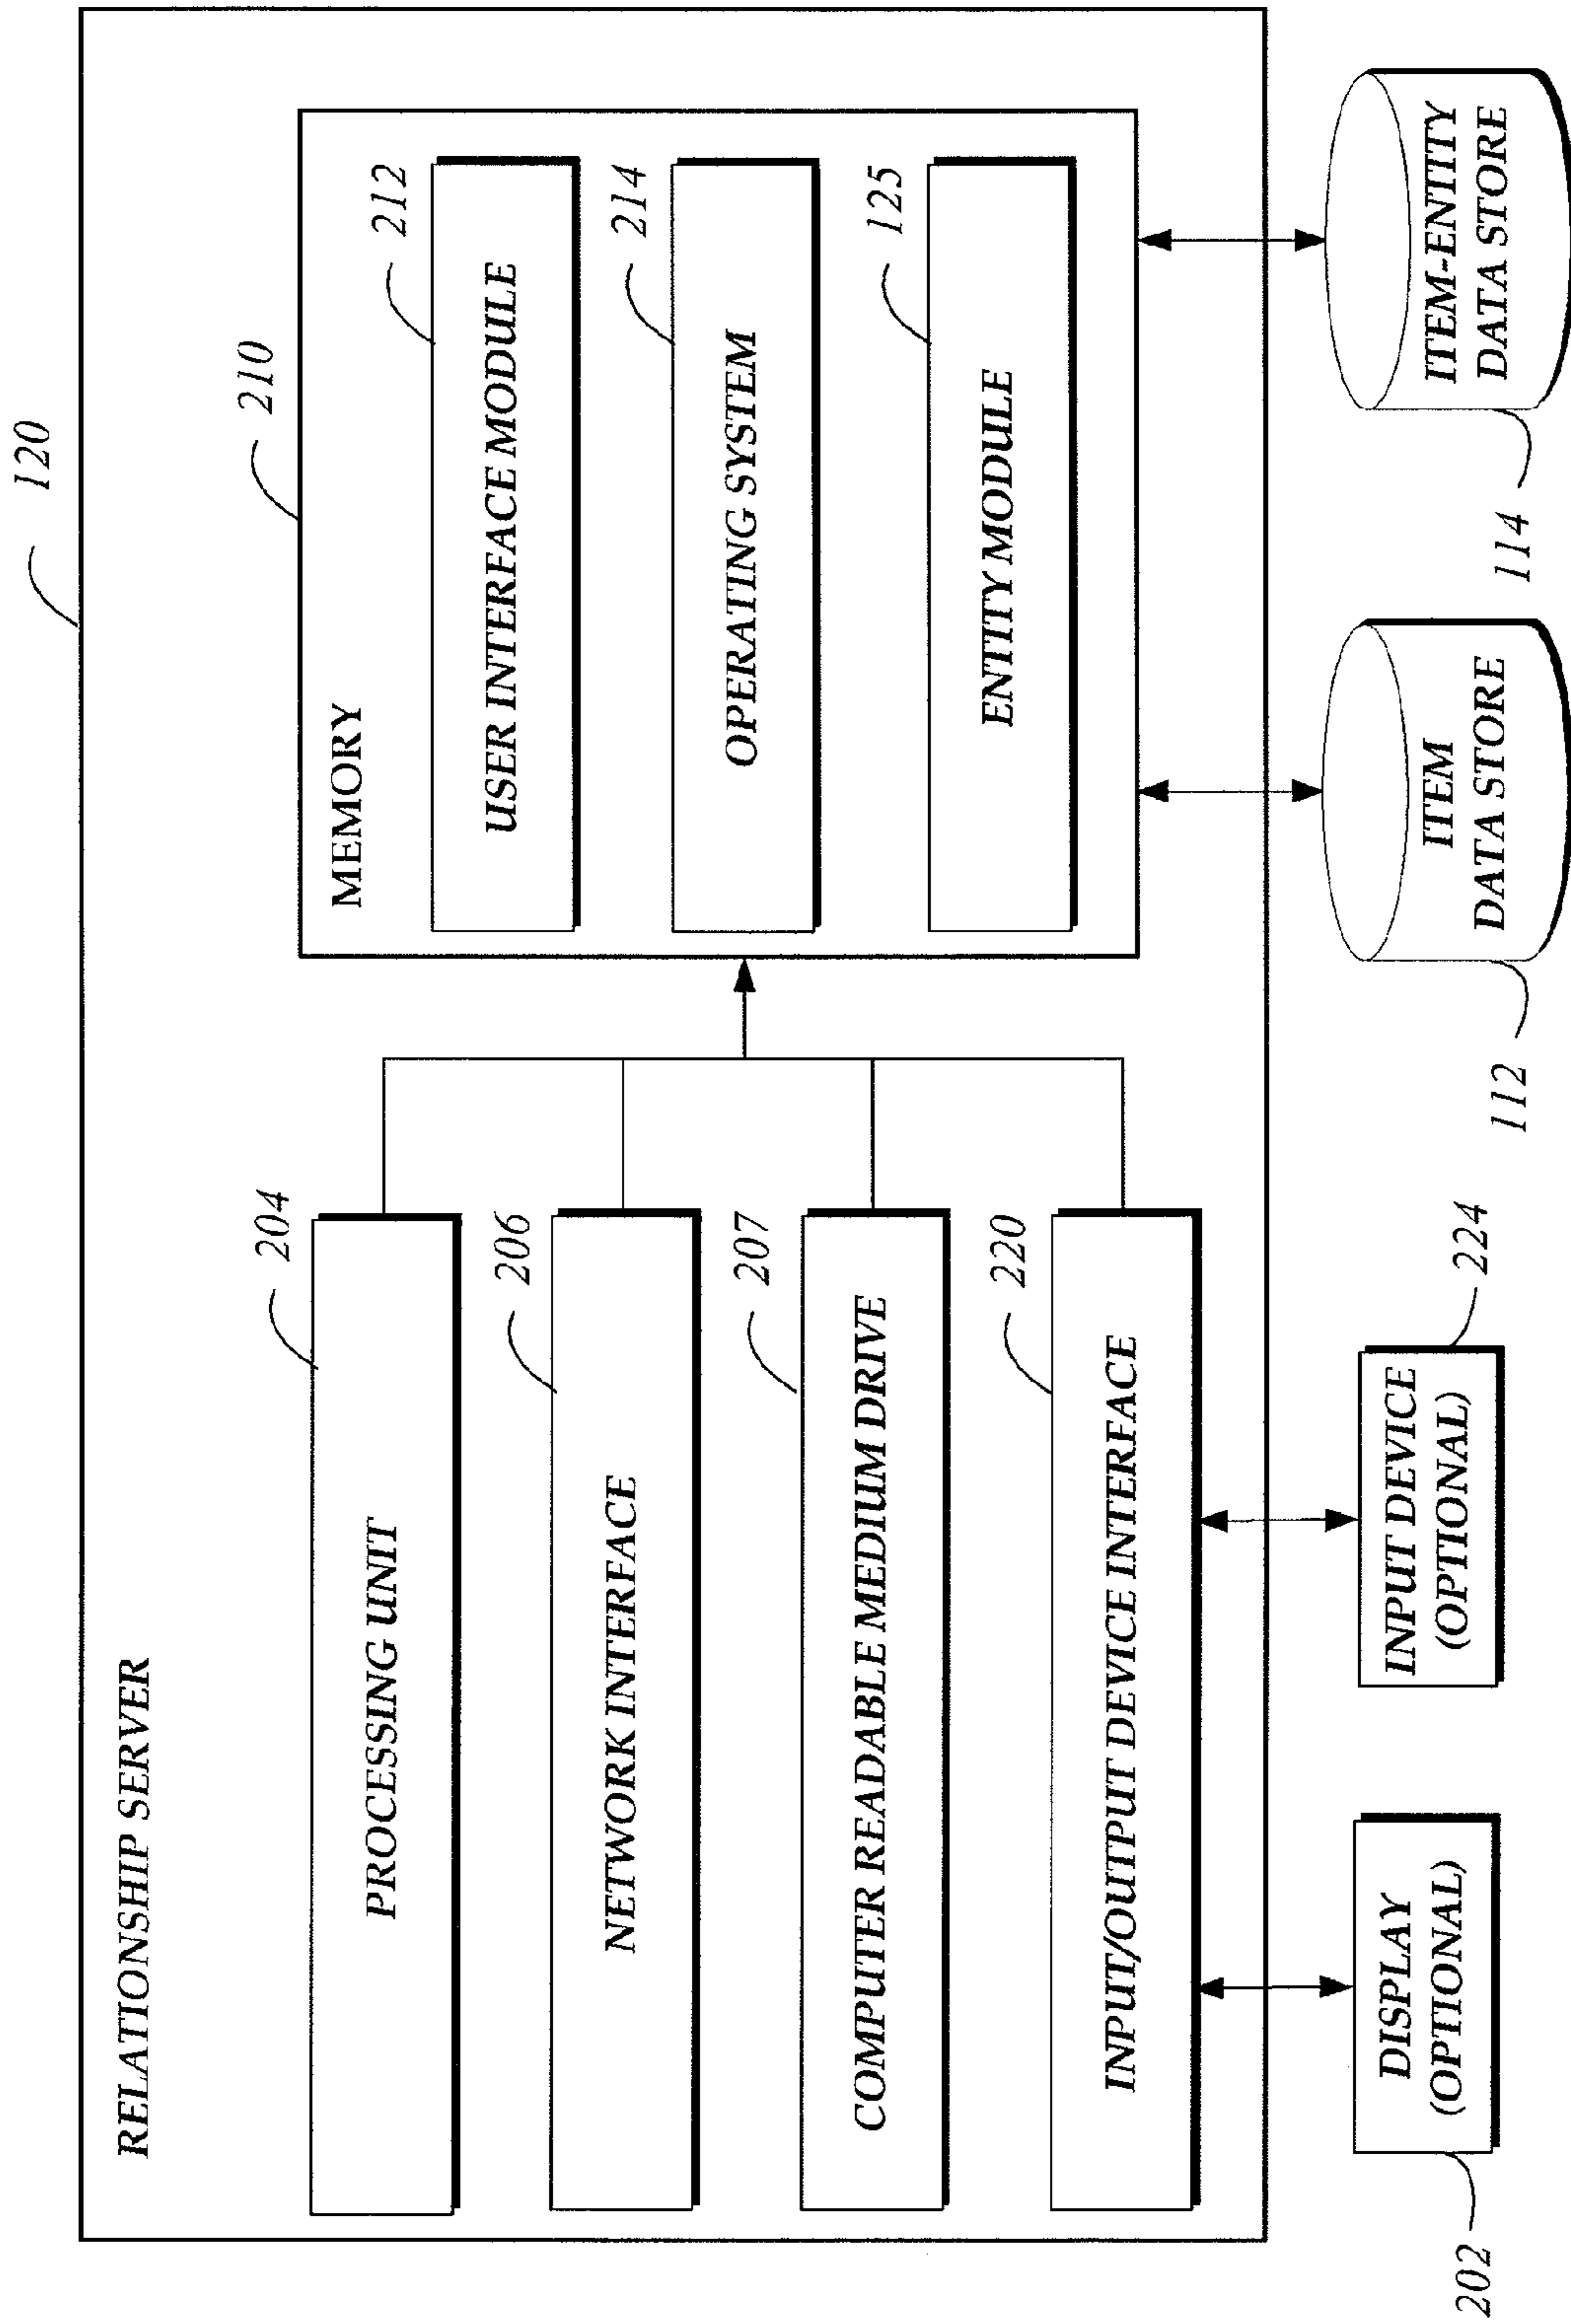 120
RELATIONSHIP SERVER
204
PROCESSING UNIT
206
NETWORK INTERFACE
207
COMPUTER READABLE MEDIUM DRIVE
220
INPUT/OUTPUT DEVICE INTERFACE
210
MEMORY
212
USER INTERFACE MODULE
214
OPERATING SYSTEM
125
ENTITY MODULE
DISPLAY
(OPTIONAL)
202
INPUT DEVICE
(OPTIONAL)
224
ITEM
DATA STORE
112
ITEM-ENTITY
DATA STORE
114